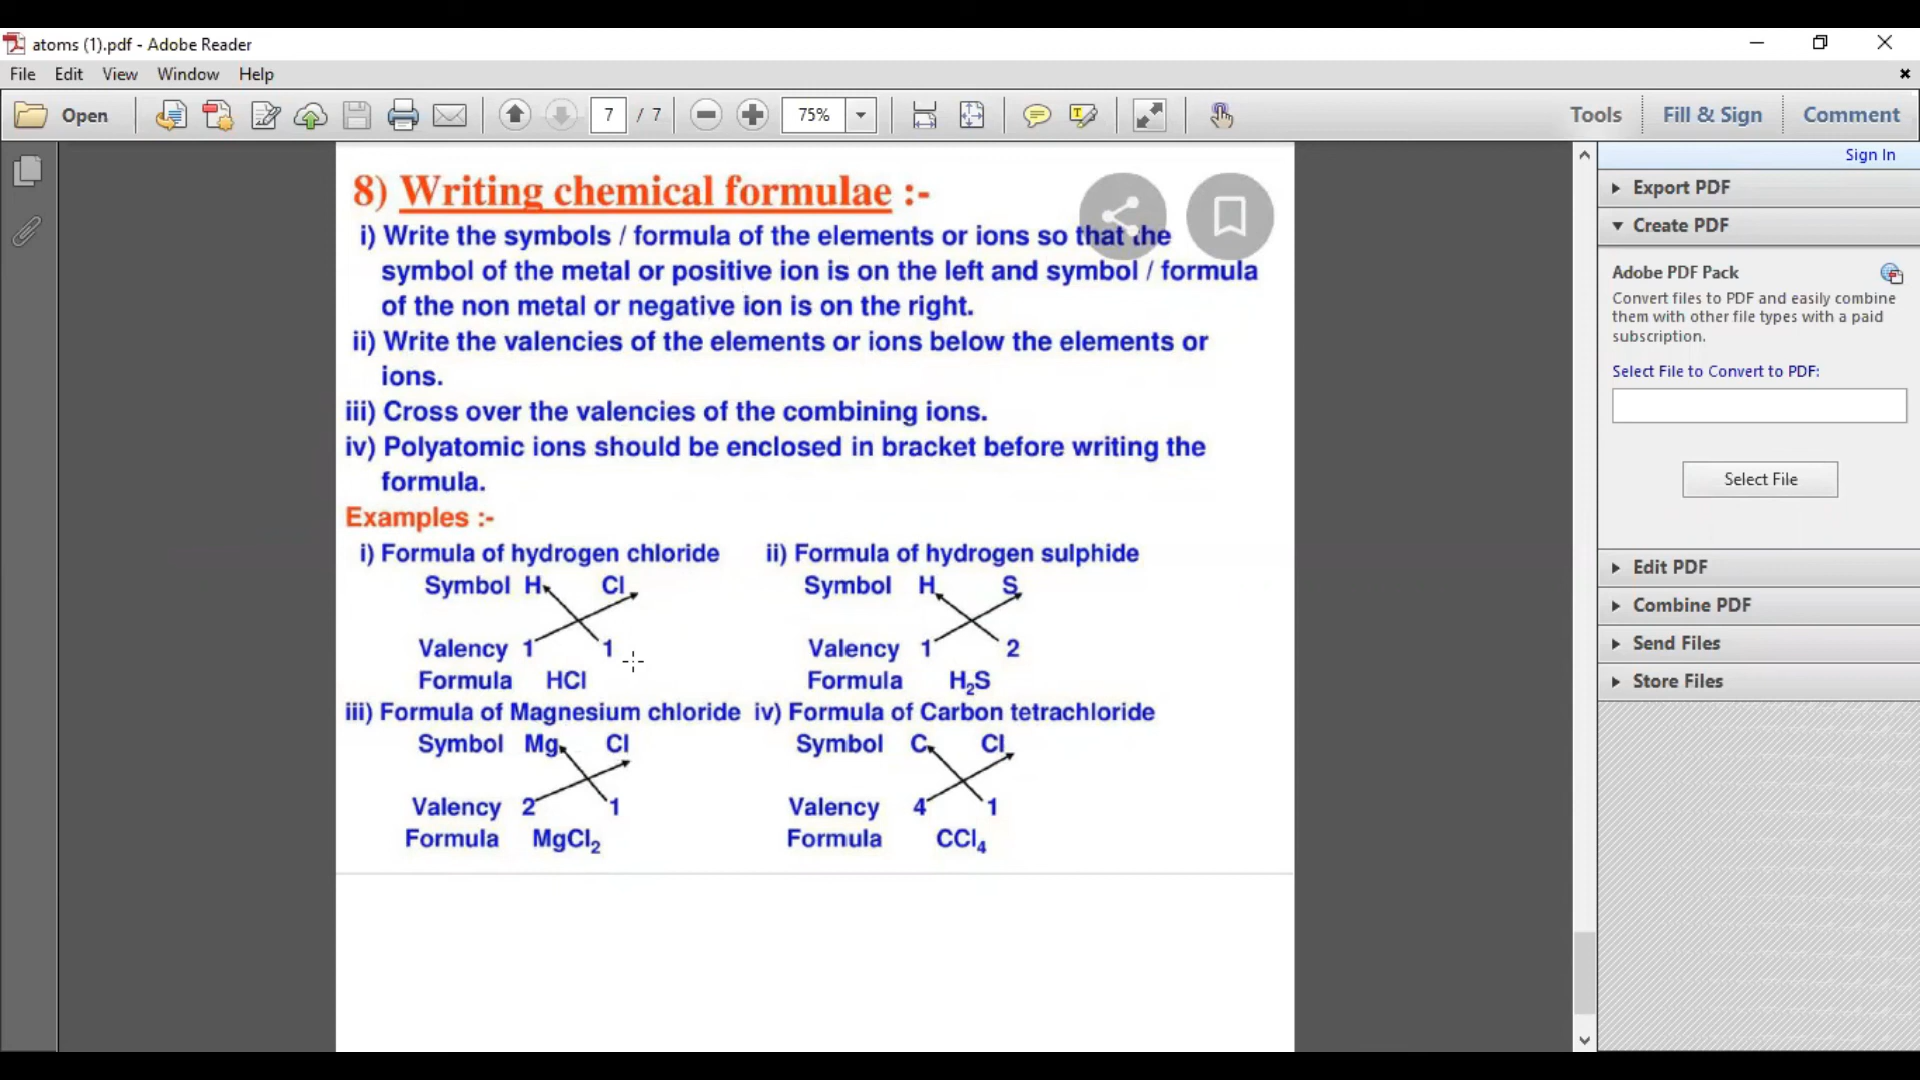 atoms (1).pdf - Adobe Reader
File Edit View Window Help
Open 7 / 7 75% Tools Fill & Sign Comment
Sign In
Export PDF
Create PDF
Adobe PDF Pack
Convert files to PDF and easily combine
them with other file types with a paid
subscription.
Select File to Convert to PDF:
Select File
Edit PDF
Combine PDF
Send Files
Store Files
8) Writing chemical formulae :-
i) Write the symbols / formula of the elements or ions so that the
symbol of the metal or positive ion is on the left and symbol / formula
of the non metal or negative ion is on the right.
ii) Write the valencies of the elements or ions below the elements or
ions.
iii) Cross over the valencies of the combining ions.
iv) Polyatomic ions should be enclosed in bracket before writing the
formula.
Examples :-
i) Formula of hydrogen chloride
Symbol H Cl
Valency 1 1
Formula HCl
ii) Formula of hydrogen sulphide
Symbol H S
Valency 1 2
Formula H₂S
iii) Formula of Magnesium chloride
Symbol Mg Cl
Valency 2 1
Formula MgCl₂
iv) Formula of Carbon tetrachloride
Symbol C Cl
Valency 4 1
Formula CCl₄